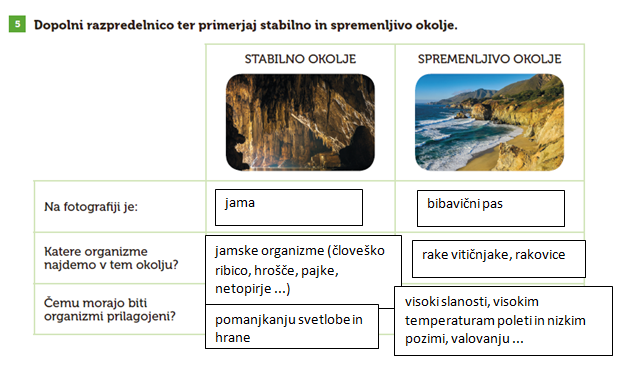 5 Dopolni razpredelnico ter primerjaj stabilno in spremenljivo okolje.
STABILNO OKOLJE
SPREMENLJIVO OKOLJE
Na fotografiji je:
jama
bibavični pas
Katere organizme
najdemo v tem okolju?
jamske organizme (človeško
ribico, hrošče, pajke,
netopirje ...)
rake vitičnjake, rakovice
Čemu morajo biti
organizmi prilagojeni?
pomanjkanju svetlobe in
hrane
visoki slanosti, visokim
temperaturam poleti in nizkim
pozimi, valovanju ...